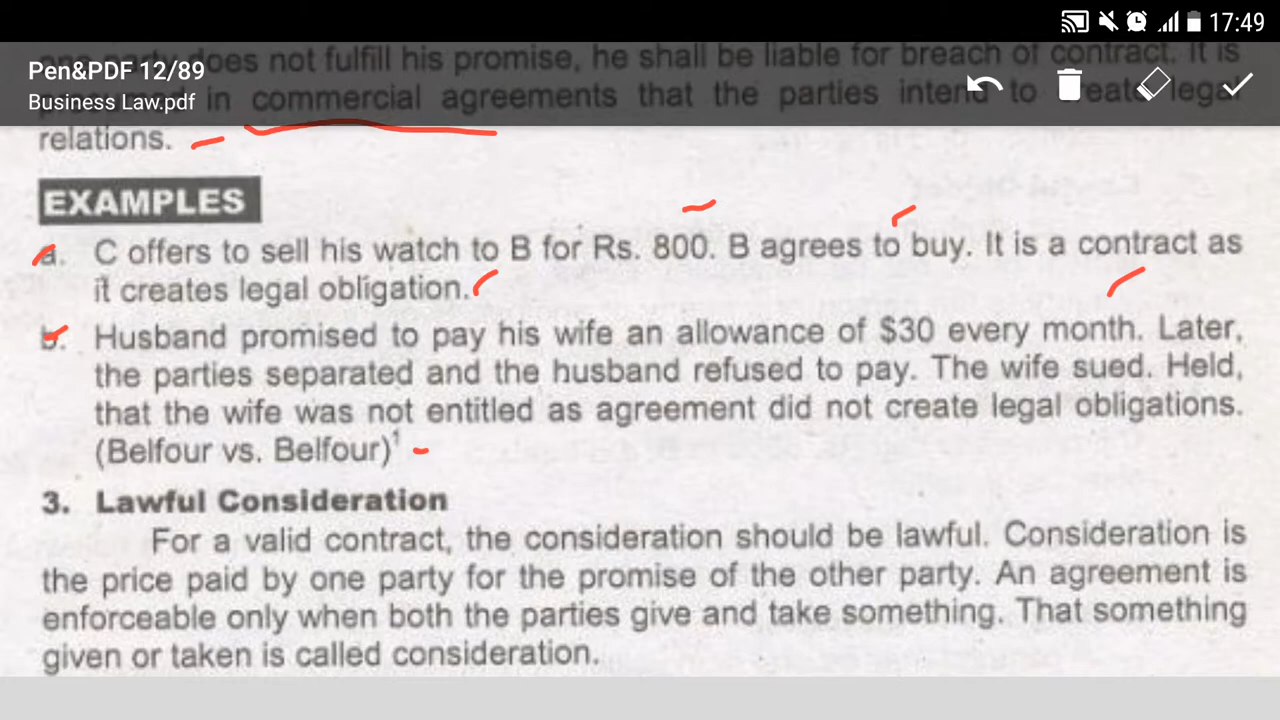 17:49
one party does not fulfill his promise, he shall be liable for breach of contract. It is
Pen&PDF 12/89
Business Law.pdf
in commercial agreements that the parties intend to create legal
relations.
EXAMPLES
a. C offers to sell his watch to B for Rs. 800. B agrees to buy. It is a contract as
it creates legal obligation.
b. Husband promised to pay his wife an allowance of $30 every month. Later,
the parties separated and the husband refused to pay. The wife sued. Held,
that the wife was not entitled as agreement did not create legal obligations.
(Belfour vs. Belfour)¹
3. Lawful Consideration
For a valid contract, the consideration should be lawful. Consideration is
the price paid by one party for the promise of the other party. An agreement is
enforceable only when both the parties give and take something. That something
given or taken is called consideration.